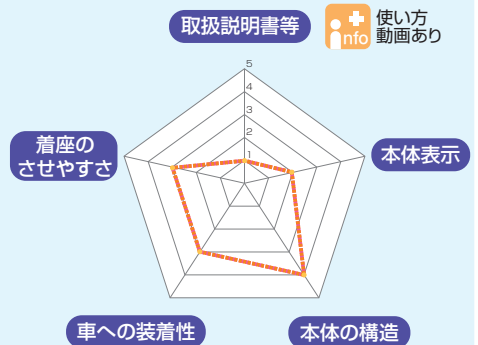 取扱説明書等
info
使い方
動画あり
5
4
3
2
1
着座の
させやすさ
本体表示
車への装着性
本体の構造